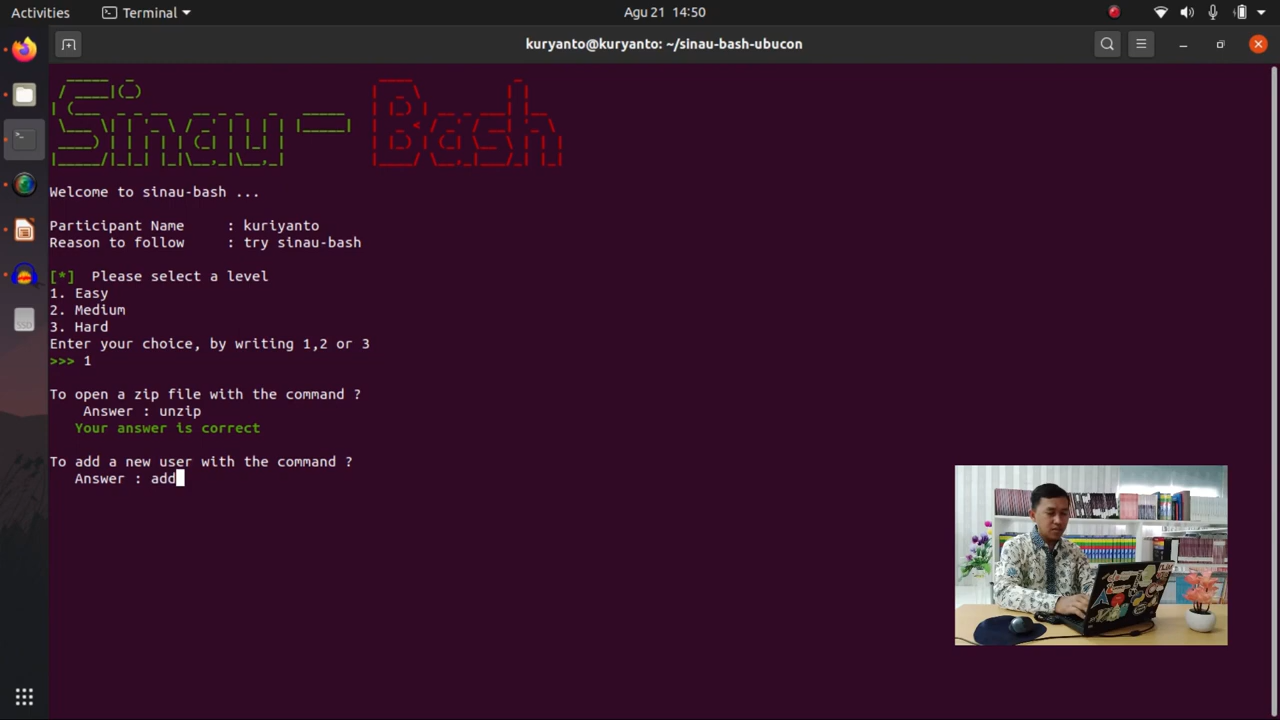 Activities Terminal Agu 21 14:50
kuryanto@kuryanto: ~/sinau-bash-ubucon
Sinau - Bash
Welcome to sinau-bash ...
Participant Name : kuriyanto
Reason to follow : try sinau-bash
[*] Please select a level
1. Easy
2. Medium
3. Hard
Enter your choice, by writing 1,2 or 3
>>> 1
To open a zip file with the command ?
Answer : unzip
Your answer is correct
To add a new user with the command ?
Answer : add
SSD